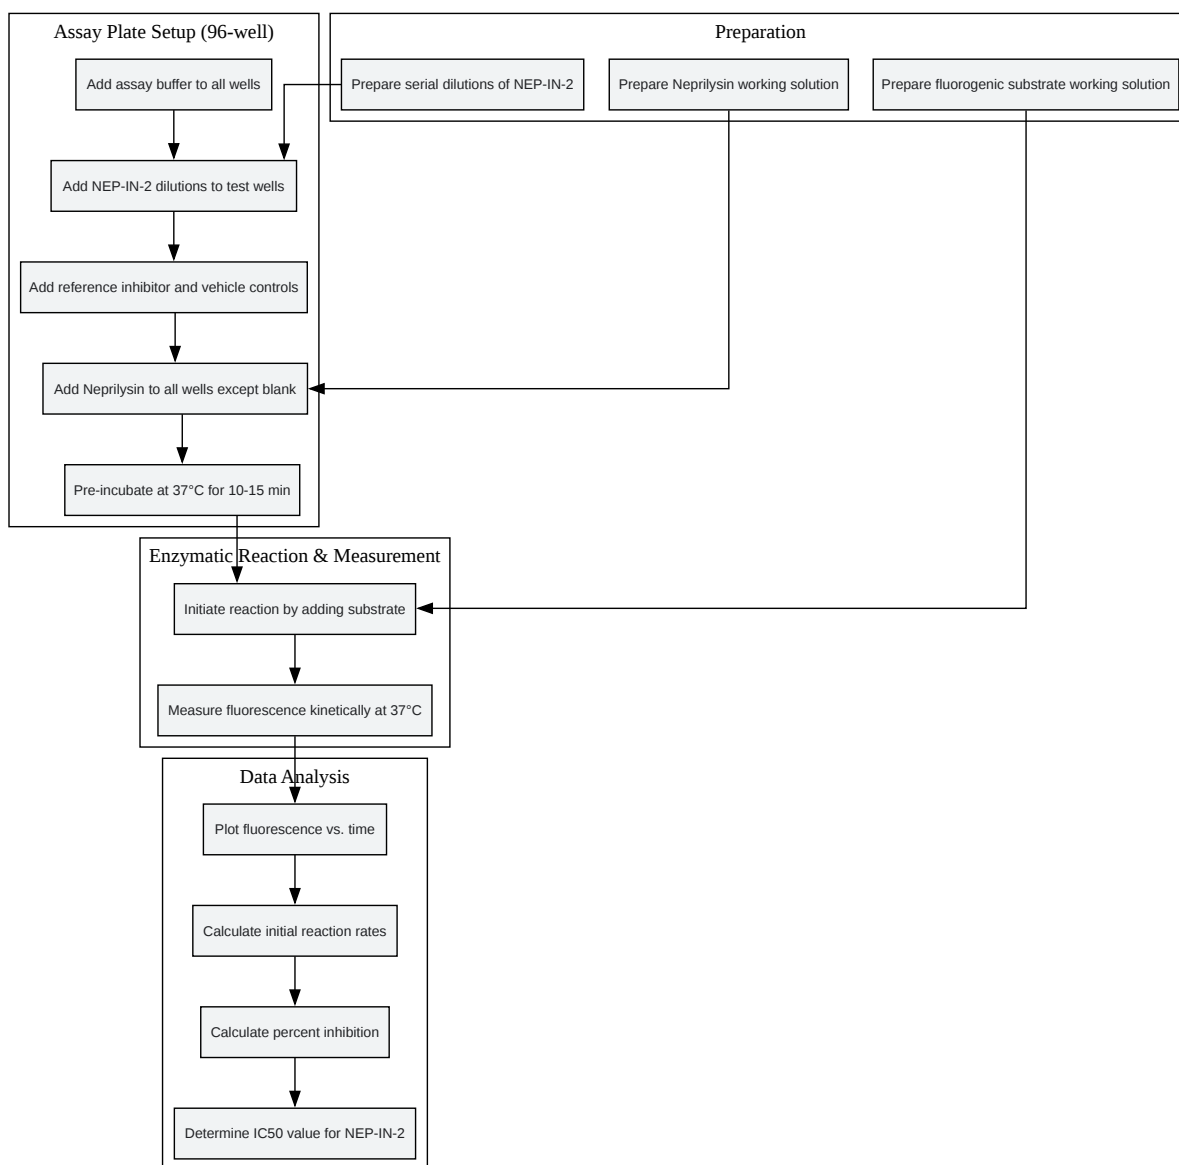 Assay Plate Setup (96-well)
Add assay buffer to all wells
Add NEP-IN-2 dilutions to test wells
Add reference inhibitor and vehicle controls
Add Neprilysin to all wells except blank
Pre-incubate at 37°C for 10-15 min
Preparation
Prepare serial dilutions of NEP-IN-2
Prepare Neprilysin working solution
Prepare fluorogenic substrate working solution
Enzymatic Reaction & Measurement
Initiate reaction by adding substrate
Measure fluorescence kinetically at 37°C
Data Analysis
Plot fluorescence vs. time
Calculate initial reaction rates
Calculate percent inhibition
Determine IC50 value for NEP-IN-2